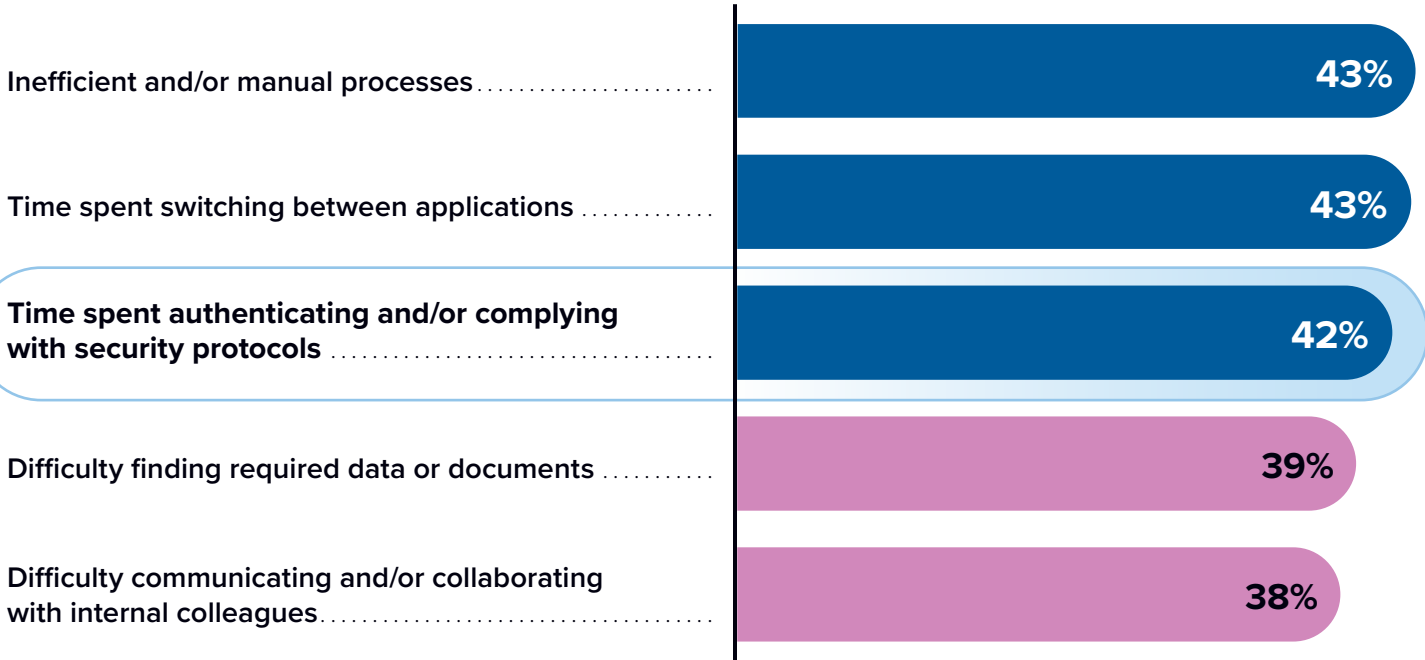 Inefficient and/or manual processes 43%
Time spent switching between applications 43%
Time spent authenticating and/or complying
with security protocols 42%
Difficulty finding required data or documents 39%
Difficulty communicating and/or collaborating
with internal colleagues 38%